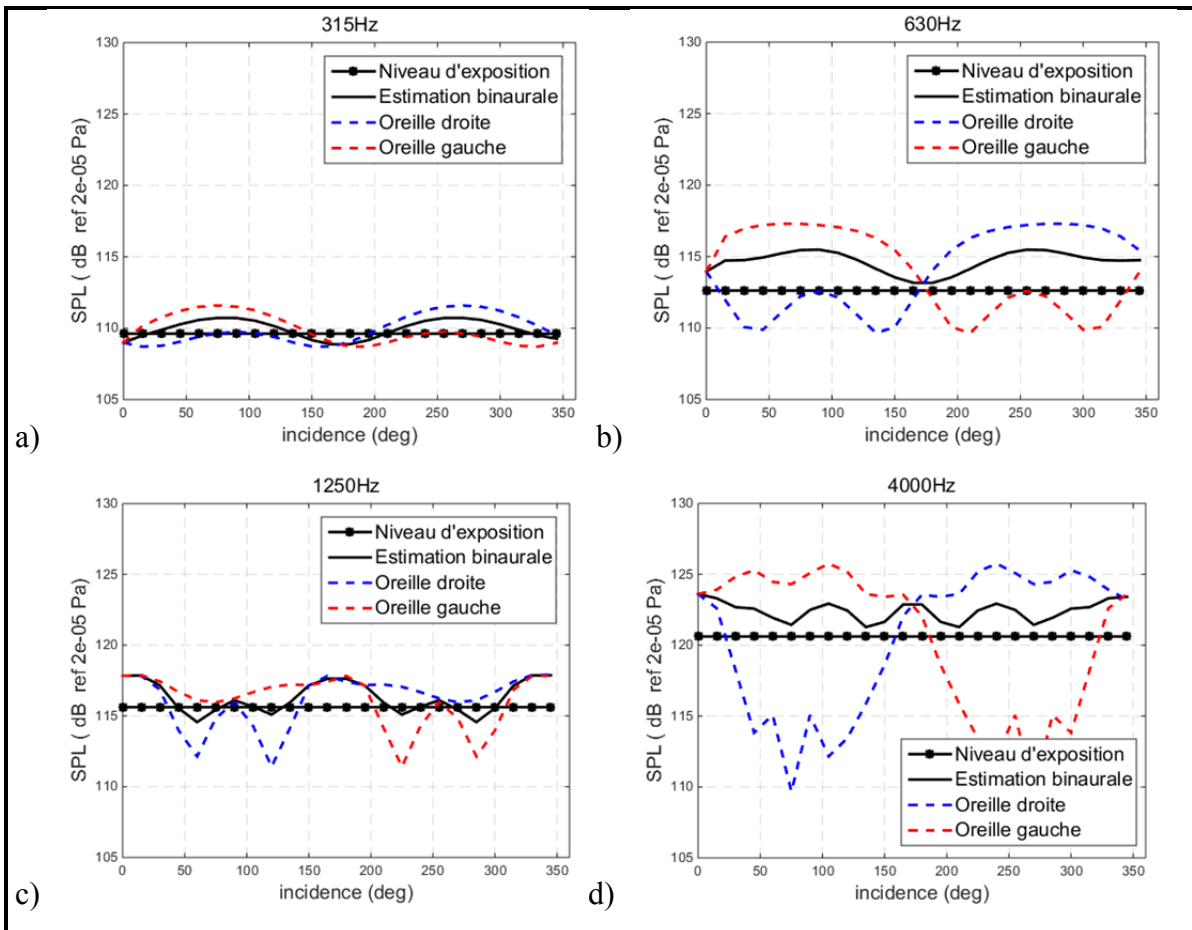 315Hz
130
125
120
115
110
105
SPL ( dB ref 2e-05 Pa)
Niveau d'exposition
Estimation binaurale
Oreille droite
Oreille gauche
0 50 100 150 200 250 300 350
incidence (deg)
a)
630Hz
130
125
120
115
110
105
SPL ( dB ref 2e-05 Pa)
Niveau d'exposition
Estimation binaurale
Oreille droite
Oreille gauche
0 50 100 150 200 250 300 350
incidence (deg)
b)
1250Hz
130
125
120
115
110
105
SPL ( dB ref 2e-05 Pa)
Niveau d'exposition
Estimation binaurale
Oreille droite
Oreille gauche
0 50 100 150 200 250 300 350
incidence (deg)
c)
4000Hz
130
125
120
115
110
105
SPL ( dB ref 2e-05 Pa)
Niveau d'exposition
Estimation binaurale
Oreille droite
Oreille gauche
0 50 100 150 200 250 300 350
incidence (deg)
d)